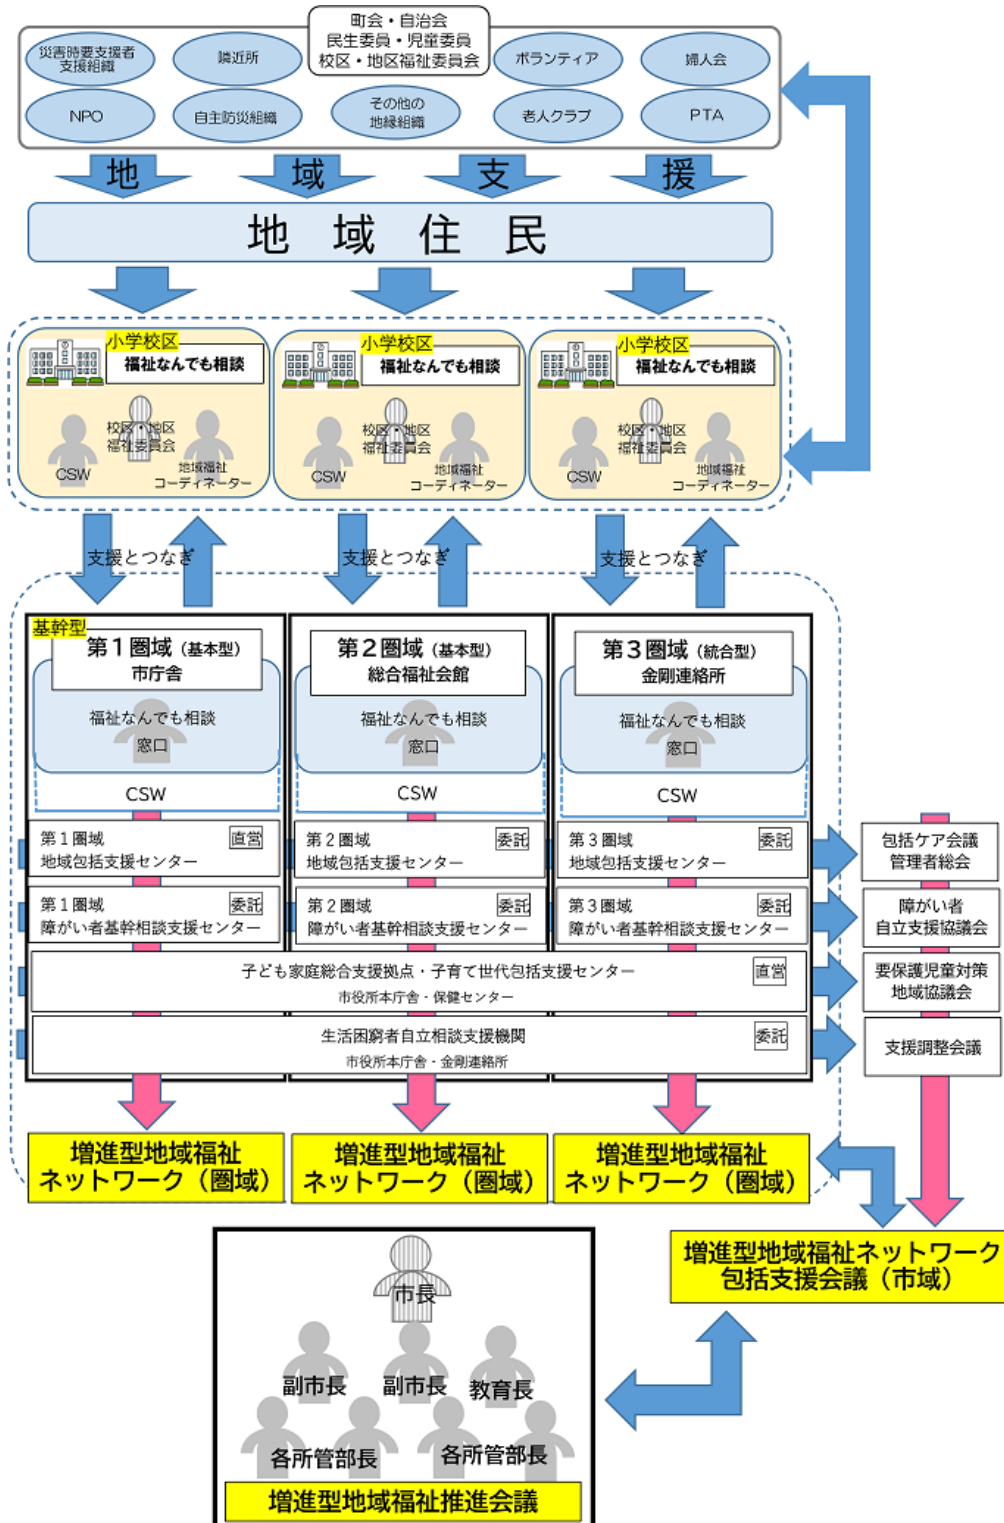 町会・自治会
民生委員・児童委員
校区・地区福祉委員会
災害時要支援者
支援組織
隣近所
ボランティア
婦人会
NPO
自主防災組織
その他の
地縁組織
老人クラブ
PTA
地 域 支 援
地 域 住 民
小学校区
福祉なんでも相談
校区・地区
福祉委員会
CSW
地域福祉
コーディネーター
小学校区
福祉なんでも相談
校区・地区
福祉委員会
CSW
地域福祉
コーディネーター
小学校区
福祉なんでも相談
校区・地区
福祉委員会
CSW
地域福祉
コーディネーター
支援とつなぎ
支援とつなぎ
支援とつなぎ
基幹型
第1圏域(基本型)
市庁舎
福祉なんでも相談
窓口
CSW
第2圏域(基本型)
総合福祉会館
福祉なんでも相談
窓口
CSW
第3圏域(統合型)
金剛連絡所
福祉なんでも相談
窓口
CSW
第1圏域 直営
地域包括支援センター
第2圏域 委託
地域包括支援センター
第3圏域 委託
地域包括支援センター
包括ケア会議
管理者総会
第1圏域 委託
障がい者基幹相談支援センター
第2圏域 委託
障がい者基幹相談支援センター
第3圏域 委託
障がい者基幹相談支援センター
障がい者
自立支援協議会
子ども家庭総合支援拠点・子育て世代包括支援センター 直営
市役所本庁舎・保健センター
要保護児童対策
地域協議会
生活困窮者自立相談支援機関 委託
市役所本庁舎・金剛連絡所
支援調整会議
増進型地域福祉
ネットワーク(圏域)
増進型地域福祉
ネットワーク(圏域)
増進型地域福祉
ネットワーク(圏域)
増進型地域福祉ネットワーク
包括支援会議(市域)
市長
副市長
副市長
教育長
各所管部長
各所管部長
増進型地域福祉推進会議